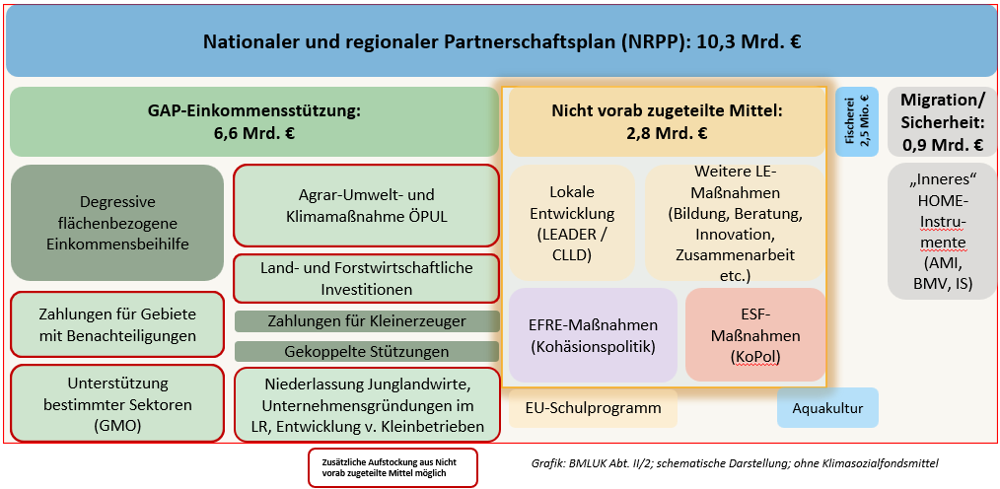 Nationaler und regionaler Partnerschaftsplan (NRPP): 10,3 Mrd. €
GAP-Einkommensstützung:
6,6 Mrd. €
Degressive
flächenbezogene
Einkommensbeihilfe
Agrar-Umwelt- und
Klimamaßnahme ÖPUL
Land- und Forstwirtschaftliche
Investitionen
Zahlungen für Gebiete
mit Benachteiligungen
Zahlungen für Kleinerzeuger
Gekoppelte Stützungen
Unterstützung
bestimmter Sektoren
(GMO)
Niederlassung Junglandwirte,
Unternehmensgründungen im
LR, Entwicklung v. Kleinbetrieben
Nicht vorab zugeteilte Mittel:
2,8 Mrd. €
Lokale
Entwicklung
(LEADER /
CLLD)
Weitere LE-
Maßnahmen
(Bildung, Beratung,
Innovation,
Zusammenarbeit
etc.)
EFRE-Maßnahmen
(Kohäsionspolitik)
ESF-
Maßnahmen
(KoPol)
EU-Schulprogramm
Fischerei
2,5 Mio. €
Aquakultur
Migration/
Sicherheit:
0,9 Mrd. €
„Inneres“
HOME-
Instru-
mente
(AMI,
BMV, IS)
Zusätzliche Aufstockung aus Nicht
vorab zugeteilte Mittel möglich
Grafik: BMLUK Abt. II/2; schematische Darstellung; ohne Klimasozialfondsmittel